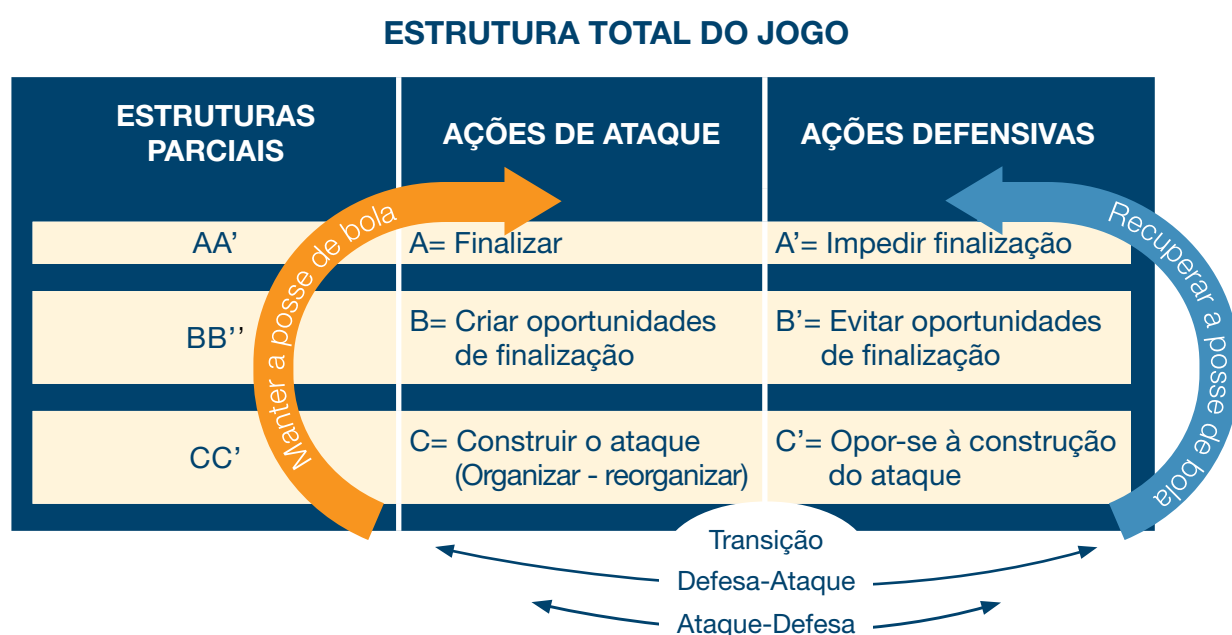 ESTRUTURA TOTAL DO JOGO
ESTRUTURAS
PARCIAIS
AÇÕES DE ATAQUE
AÇÕES DEFENSIVAS
AA’
A= Finalizar
A’= Impedir finalização
BB’’
B= Criar oportunidades
de finalização
B’= Evitar oportunidades
de finalização
CC’
C= Construir o ataque
(Organizar - reorganizar)
C’= Opor-se à construção
do ataque
Manter a posse de bola
Recuperar a posse de bola
Transição
Defesa-Ataque
Ataque-Defesa